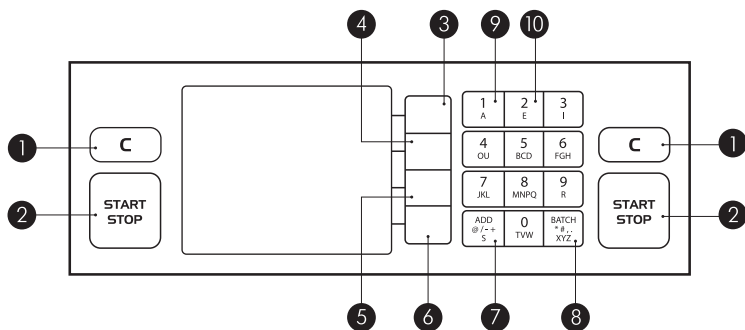 4 3 9 10
1 2 3
A E I
1 C C 1
4 5 6
OU BCD FGH
7 8 9
JKL MNPQ R
2 START START 2
STOP STOP
ADD 0 BATCH
@ / - + TVW * # , .
S XYZ
5 6 7 8